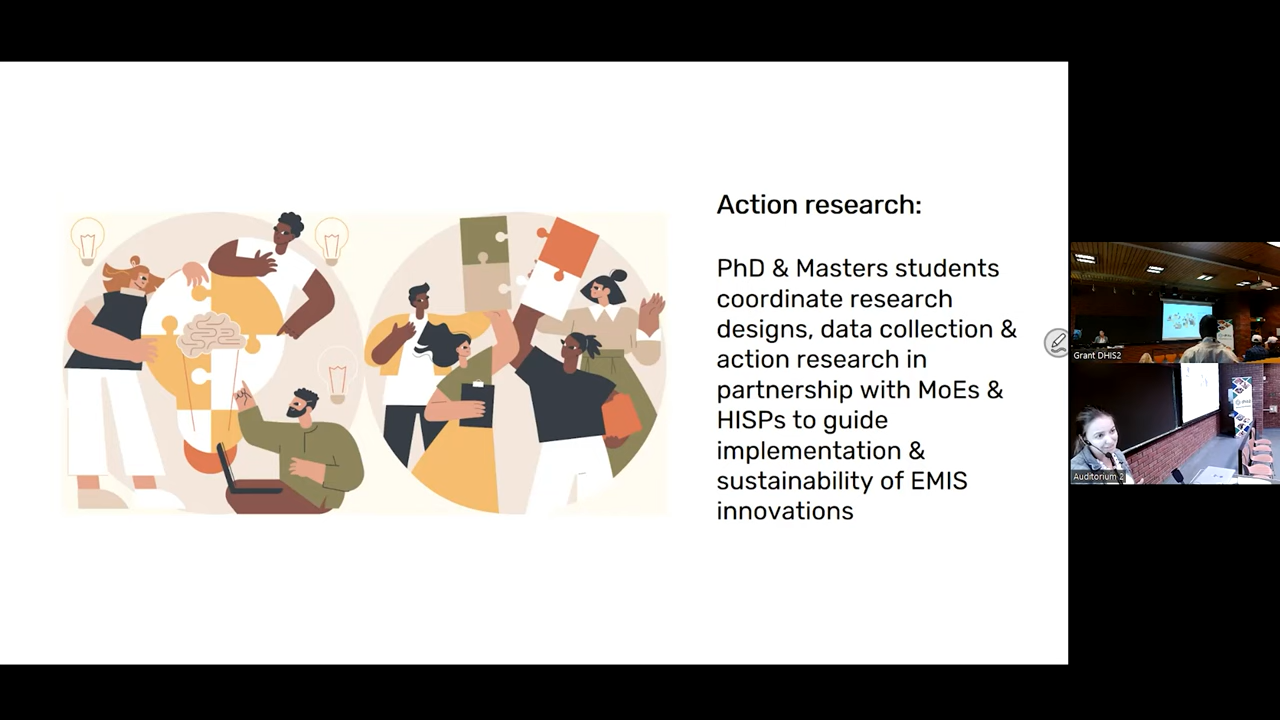 Action research:
PhD & Masters students
coordinate research
designs, data collection &
action research in
partnership with MoEs &
HISPs to guide
implementation &
sustainability of EMIS
innovations
Grant DHIS2
Auditorium 2